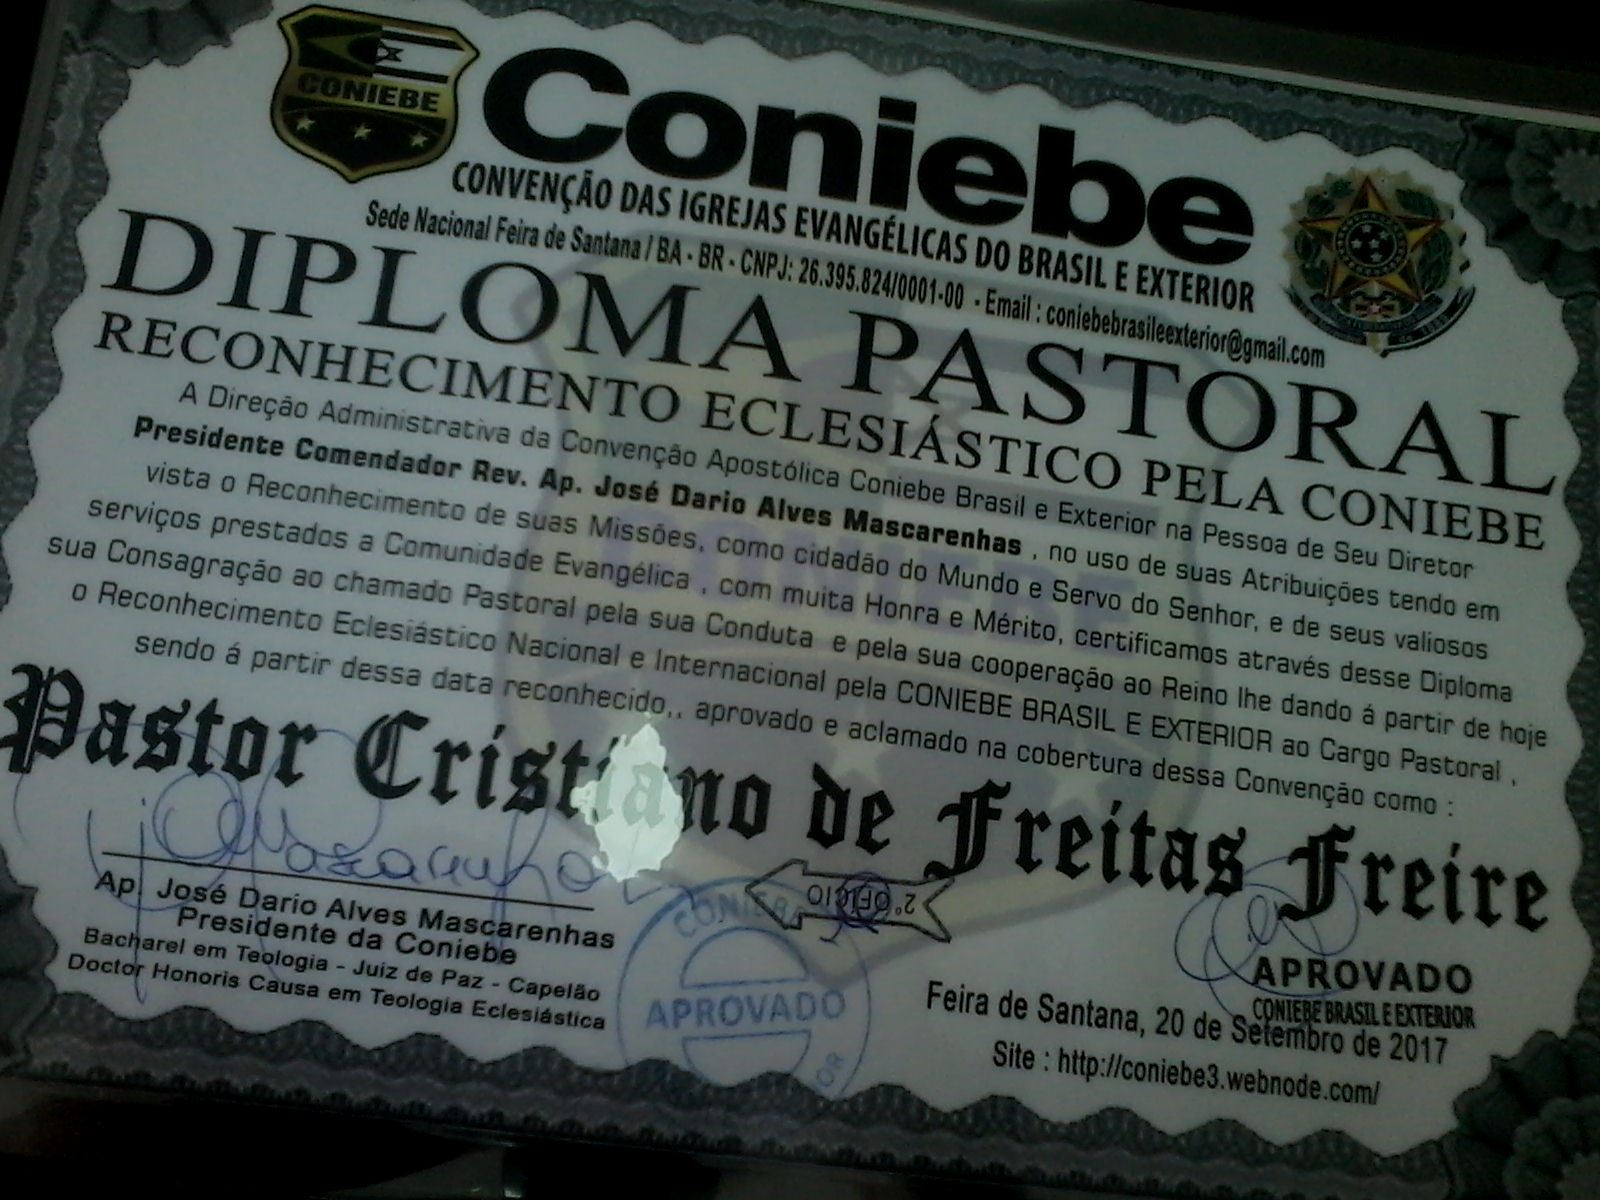 CONIEBE
Coniebe
CONVENÇÃO DAS IGREJAS EVANGÉLICAS DO BRASIL E EXTERIOR
Sede Nacional Feira de Santana / BA - BR - CNPJ: 26.395.824/0001-00 - Email : coniebebrasileexterior@gmail.com
DIPLOMA PASTORAL
RECONHECIMENTO ECLESIÁSTICO PELA CONIEBE
A Direção Administrativa da Convenção Apostólica Coniebe Brasil e Exterior na Pessoa de Seu Diretor
Presidente Comendador Rev. Ap. José Dario Alves Mascarenhas , no uso de suas Atribuições tendo em
vista o Reconhecimento de suas Missões, como cidadão do Mundo e Servo do Senhor, e de seus valiosos
serviços prestados a Comunidade Evangélica , com muita Honra e Mérito, certificamos através desse Diploma
sua Consagração ao chamado Pastoral pela sua Conduta e pela sua cooperação ao Reino lhe dando á partir de hoje
o Reconhecimento Eclesiástico Nacional e Internacional pela CONIEBE BRASIL E EXTERIOR ao Cargo Pastoral ,
sendo á partir dessa data reconhecido,. aprovado e aclamado na cobertura dessa Convenção como :
Pastor Cristiano de Freitas Freire
2º OFÍCIO
Ap. José Dario Alves Mascarenhas
Presidente da Coniebe
Bacharel em Teologia - Juiz de Paz - Capelão
Doctor Honoris Causa em Teologia Eclesiástica
CONIEBE
APROVADO
APROVADO
CONIEBE BRASIL E EXTERIOR
Feira de Santana, 20 de Setembro de 2017
Site : http://coniebe3.webnode.com/